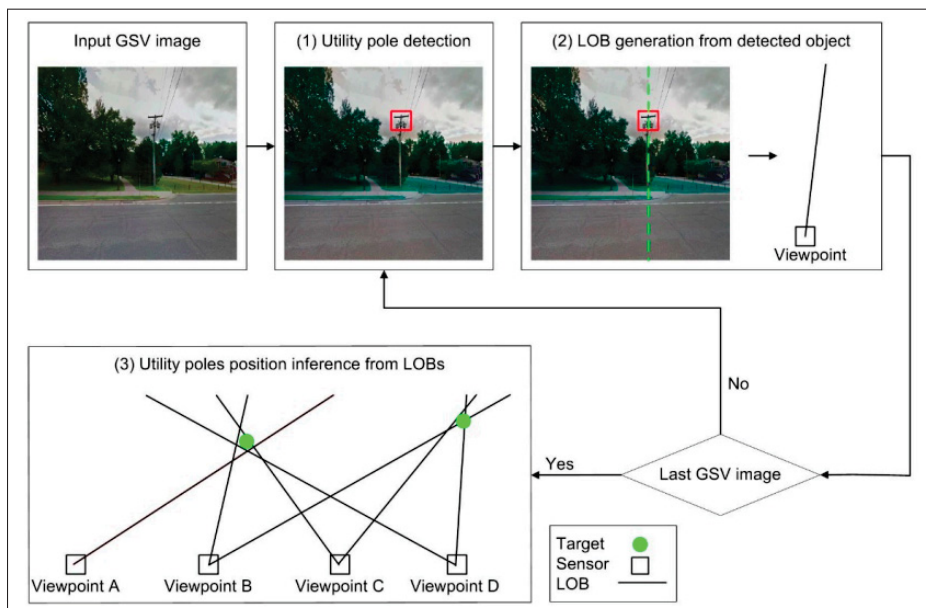 Input GSV image
(1) Utility pole detection
(2) LOB generation from detected object
Viewpoint
No
Last GSV image
Yes
(3) Utility poles position inference from LOBs
Viewpoint A
Viewpoint B
Viewpoint C
Viewpoint D
Target
Sensor
LOB